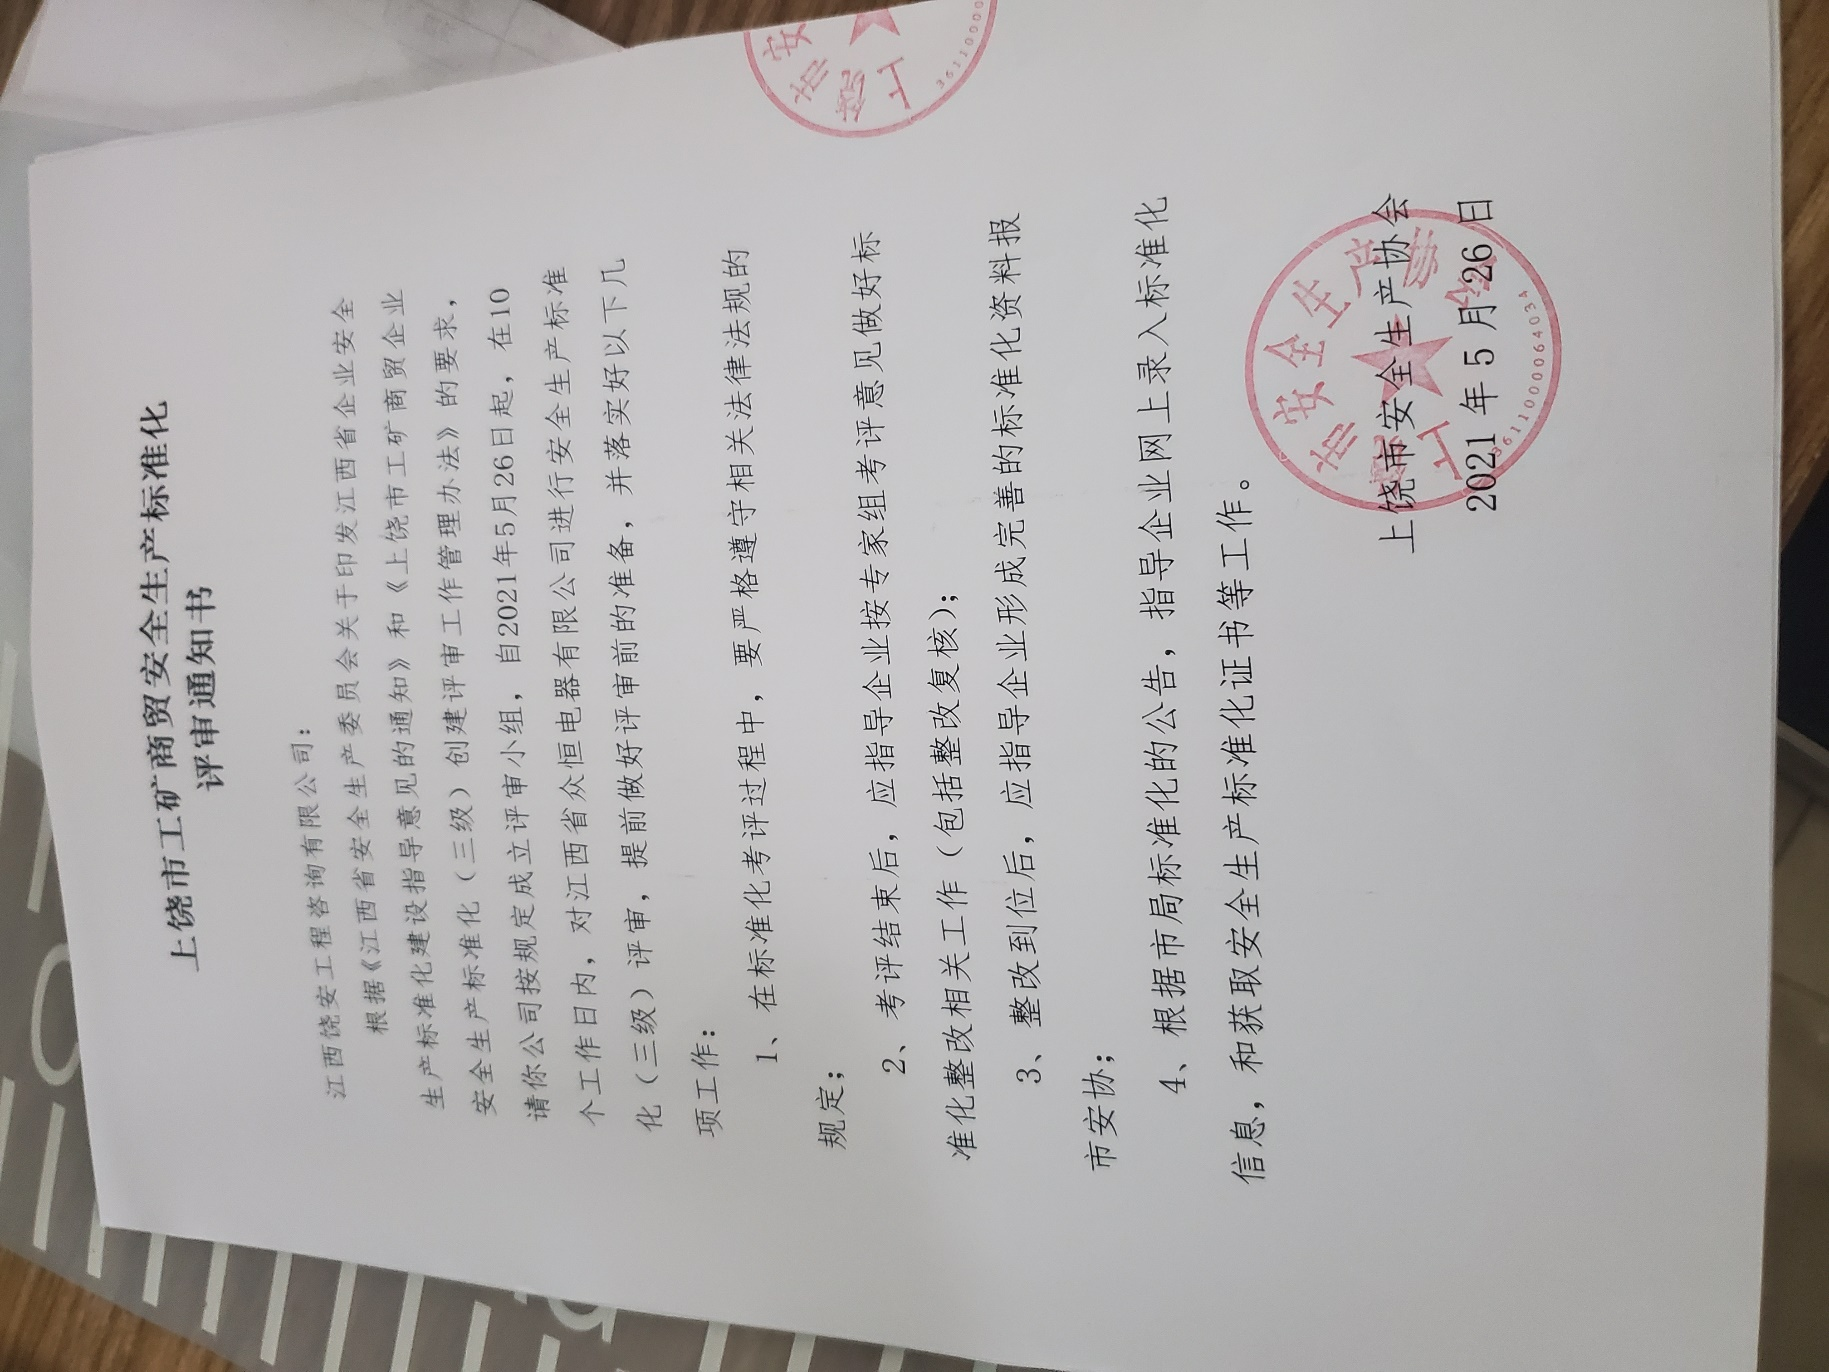 上饶市工矿商贸安全生产标准化
评审通知书
江西饶安工程咨询有限公司：
根据《江西省安全生产委员会关于印发江西省企业安全
生产标准化建设指导意见的通知》和《上饶市工矿商贸企业
安全生产标准化（三级）创建评审工作管理办法》的要求，
请你公司按规定成立评审小组，自2021年5月26日起，在10
个工作日内，对江西省众恒电器有限公司进行安全生产标准
化（三级）评审，提前做好评审前的准备，并落实好以下几
项工作：
1、在标准化考评过程中，要严格遵守相关法律法规的
规定；
2、考评结束后，应指导企业按专家组考评意见做好标
准化整改相关工作（包括整改复核）；
3、整改到位后，应指导企业形成完善的标准化资料报
市安协；
4、根据市局标准化的公告，指导企业网上录入标准化
信息，和获取安全生产标准化证书等工作。
上饶市安全生产协会
2021年5月26日
上饶市安全生产协会
36110000064034
上饶市安
36110000